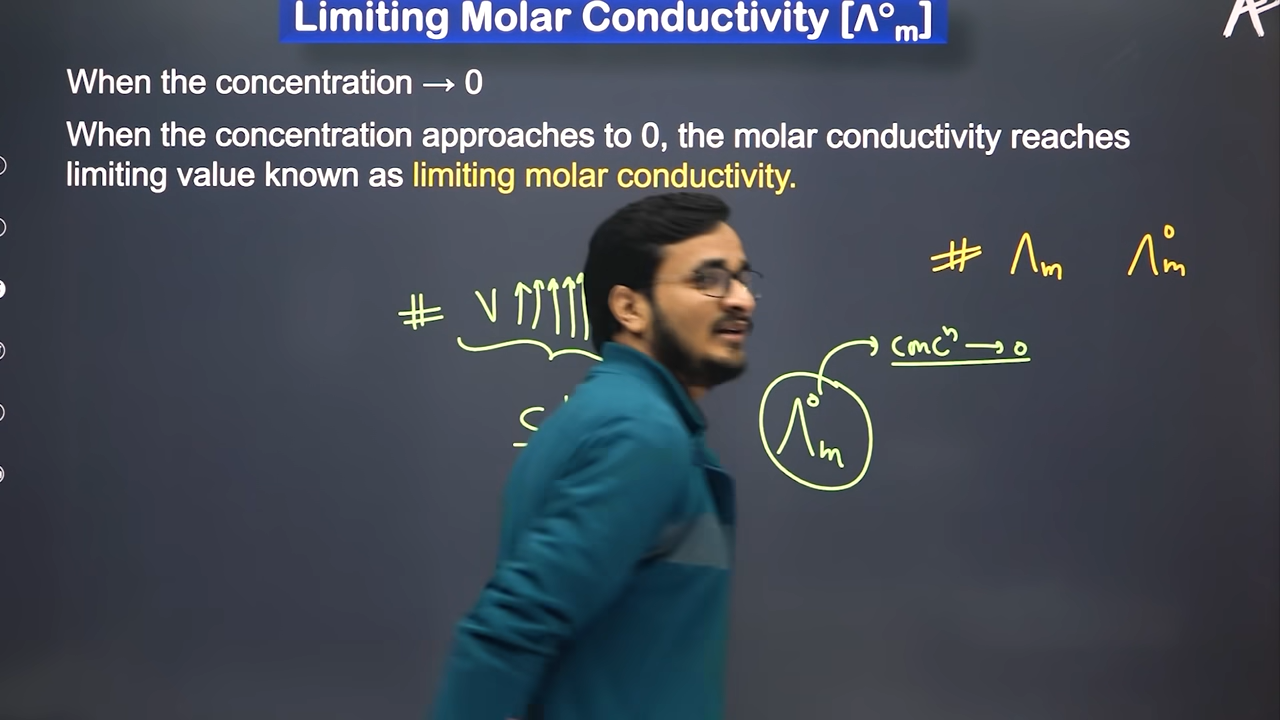 Limiting Molar Conductivity [Λ°m]
When the concentration → 0
When the concentration approaches to 0, the molar conductivity reaches
limiting value known as limiting molar conductivity.
# Λm Λ°m
# V ↑↑↑↑↑
concⁿ → 0
Λ°m